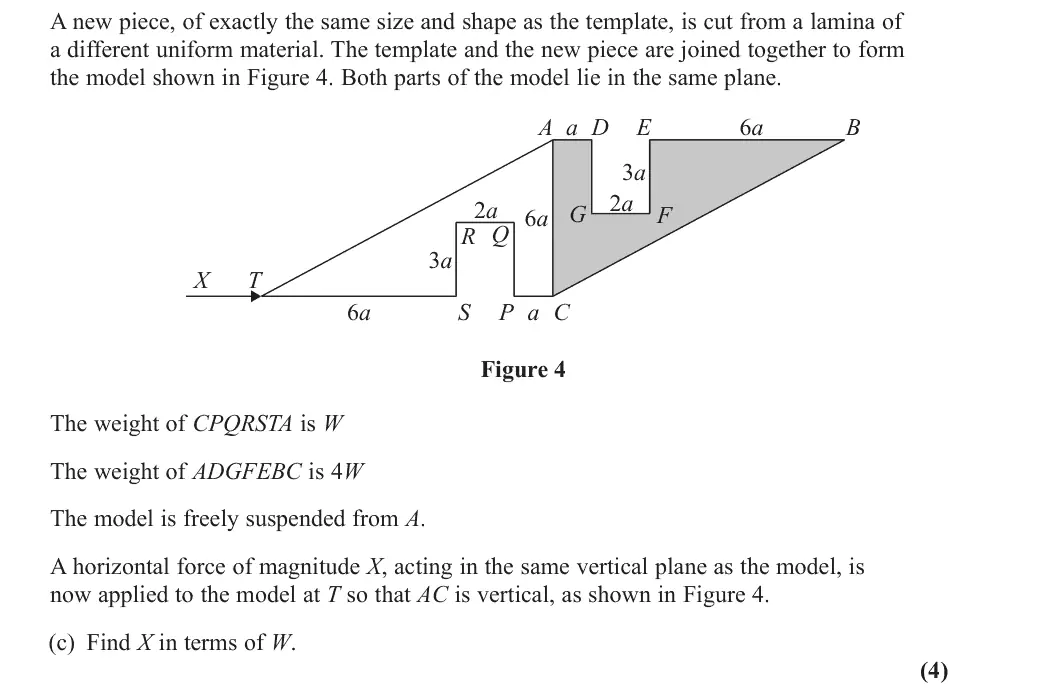 A new piece, of exactly the same size and shape as the template, is cut from a lamina of
a different uniform material. The template and the new piece are joined together to form
the model shown in Figure 4. Both parts of the model lie in the same plane.
A a D E 6a B
3a
2a 6a G 2a F
R Q
3a
X T
6a S P a C
Figure 4
The weight of CPQRSTA is W
The weight of ADGFEBC is 4W
The model is freely suspended from A.
A horizontal force of magnitude X, acting in the same vertical plane as the model, is
now applied to the model at T so that AC is vertical, as shown in Figure 4.
(c) Find X in terms of W.
(4)